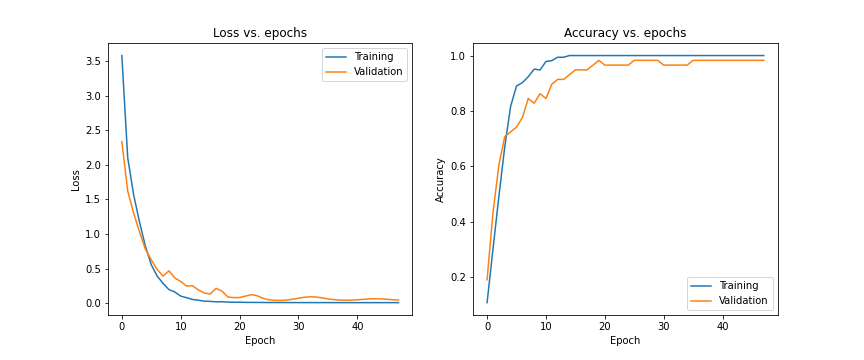 Loss vs. epochs
Training
Validation
3.5
3.0
2.5
2.0
1.5
1.0
0.5
0.0
Loss
0 10 20 30 40
Epoch
Accuracy vs. epochs
1.0
0.8
0.6
0.4
0.2
Accuracy
Training
Validation
0 10 20 30 40
Epoch